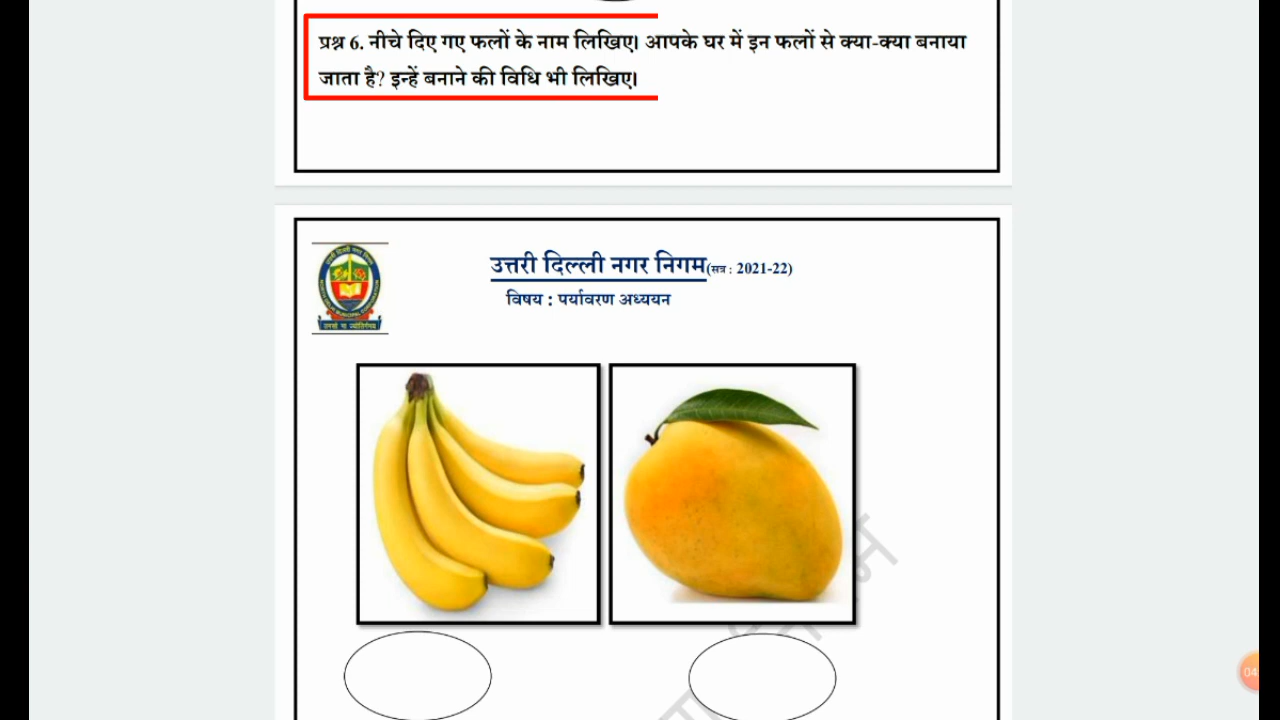 प्रश्न 6. नीचे दिए गए फलों के नाम लिखिए। आपके घर में इन फलों से क्या-क्या बनाया
जाता है? इन्हें बनाने की विधि भी लिखिए।
उत्तरी दिल्ली नगर निगम(सत्र : 2021-22)
विषय : पर्यावरण अध्ययन
04